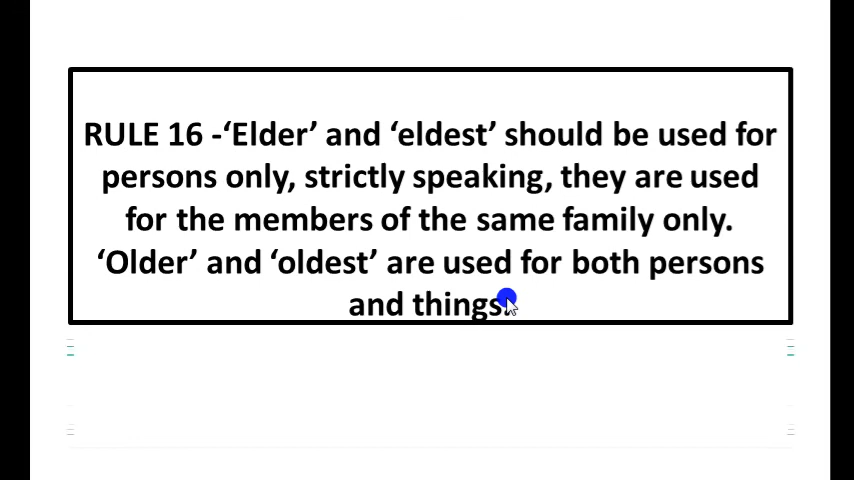 RULE 16 -‘Elder’ and ‘eldest’ should be used for
persons only, strictly speaking, they are used
for the members of the same family only.
‘Older’ and ‘oldest’ are used for both persons
and things.